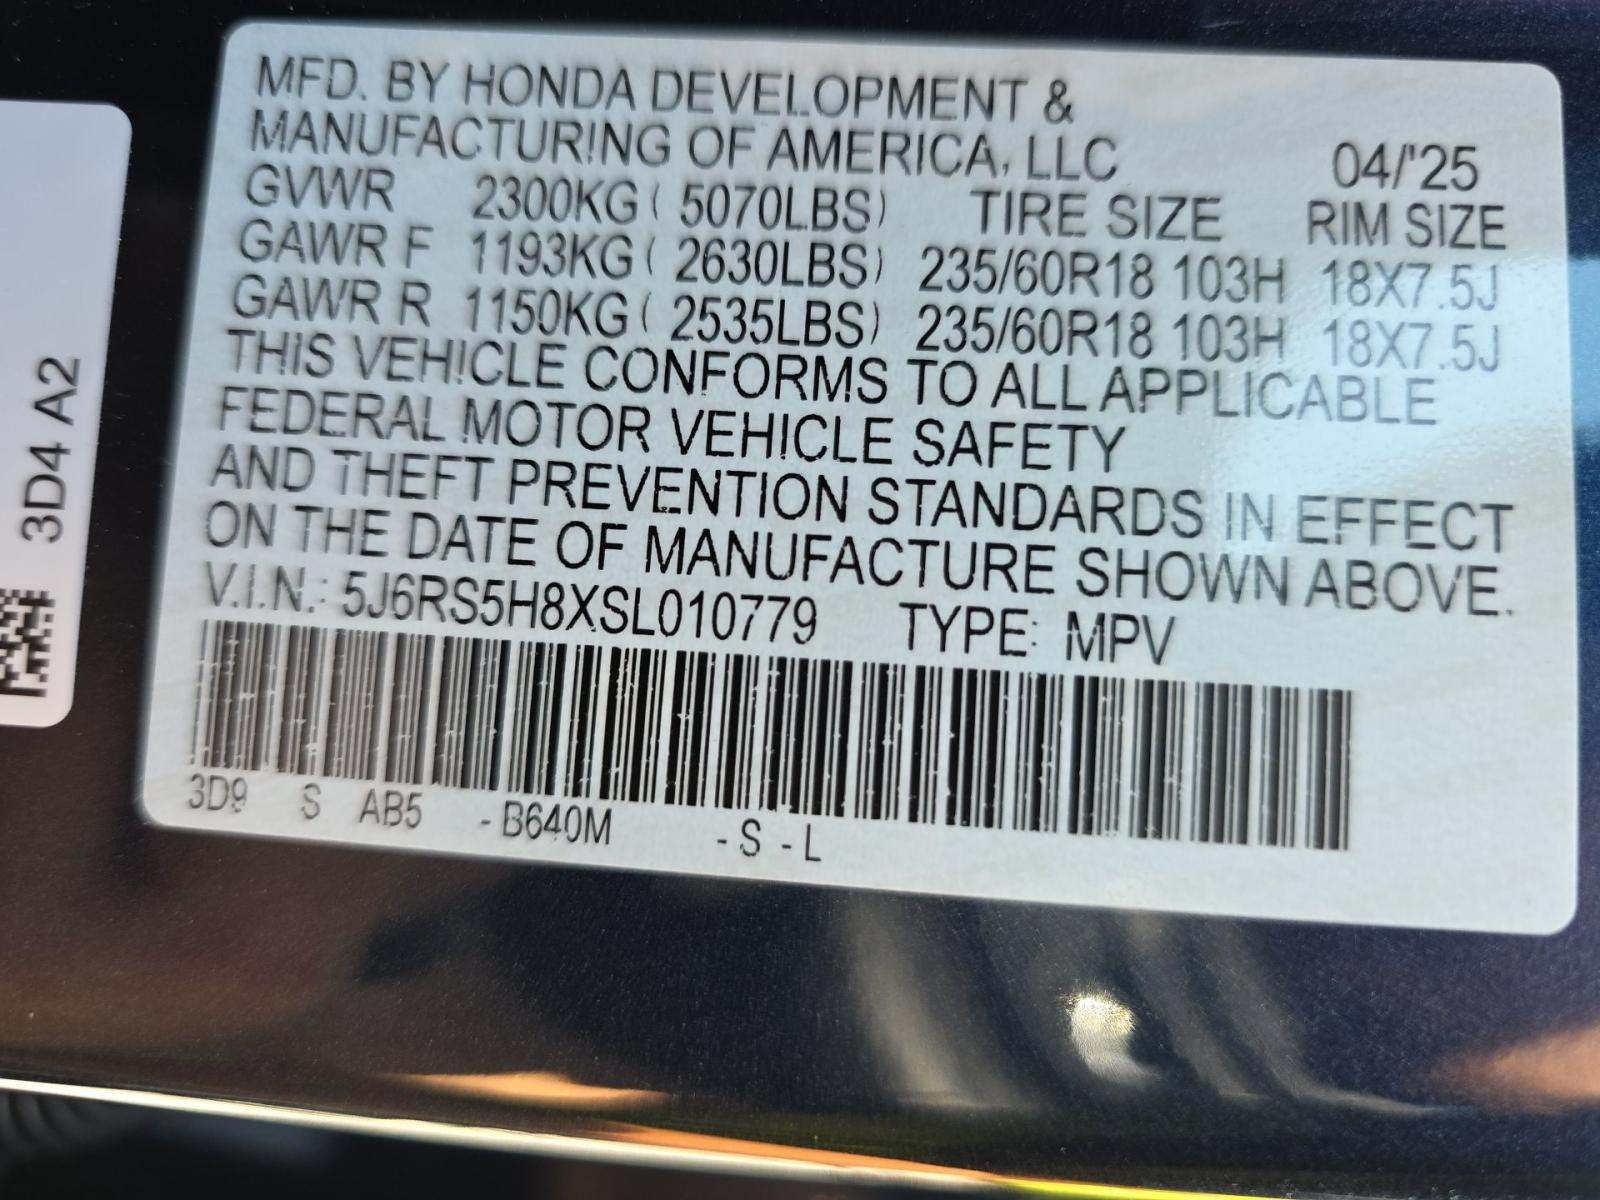 MFD. BY HONDA DEVELOPMENT &
MANUFACTURING OF AMERICA, LLC 04/'25
GVWR 2300KG ( 5070LBS) TIRE SIZE RIM SIZE
GAWR F 1193KG ( 2630LBS) 235/60R18 103H 18X7.5J
GAWR R 1150KG ( 2535LBS) 235/60R18 103H 18X7.5J
THIS VEHICLE CONFORMS TO ALL APPLICABLE
FEDERAL MOTOR VEHICLE SAFETY
AND THEFT PREVENTION STANDARDS IN EFFECT
ON THE DATE OF MANUFACTURE SHOWN ABOVE.
V.I.N.: 5J6RS5H8XSL010779 TYPE: MPV
3D9 S AB5 - B640M - S - L
3D4 A2